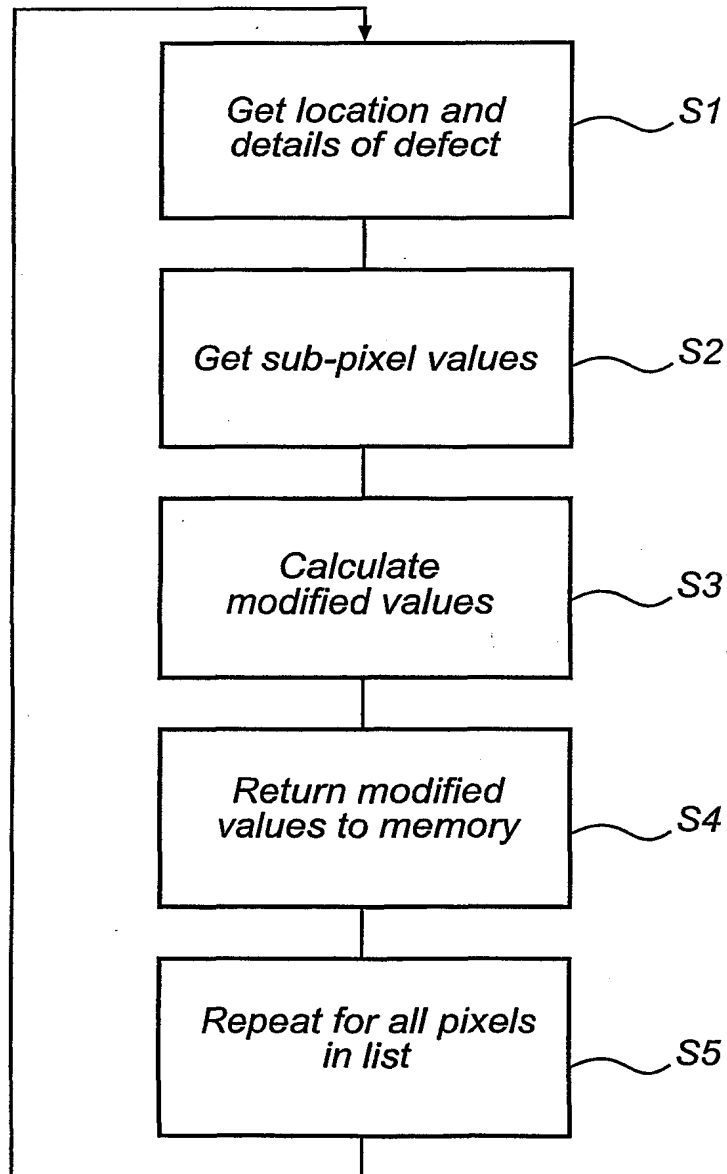 Get location and
details of defect
S1
Get sub-pixel values
S2
Calculate
modified values
S3
Return modified
values to memory
S4
Repeat for all pixels
in list
S5